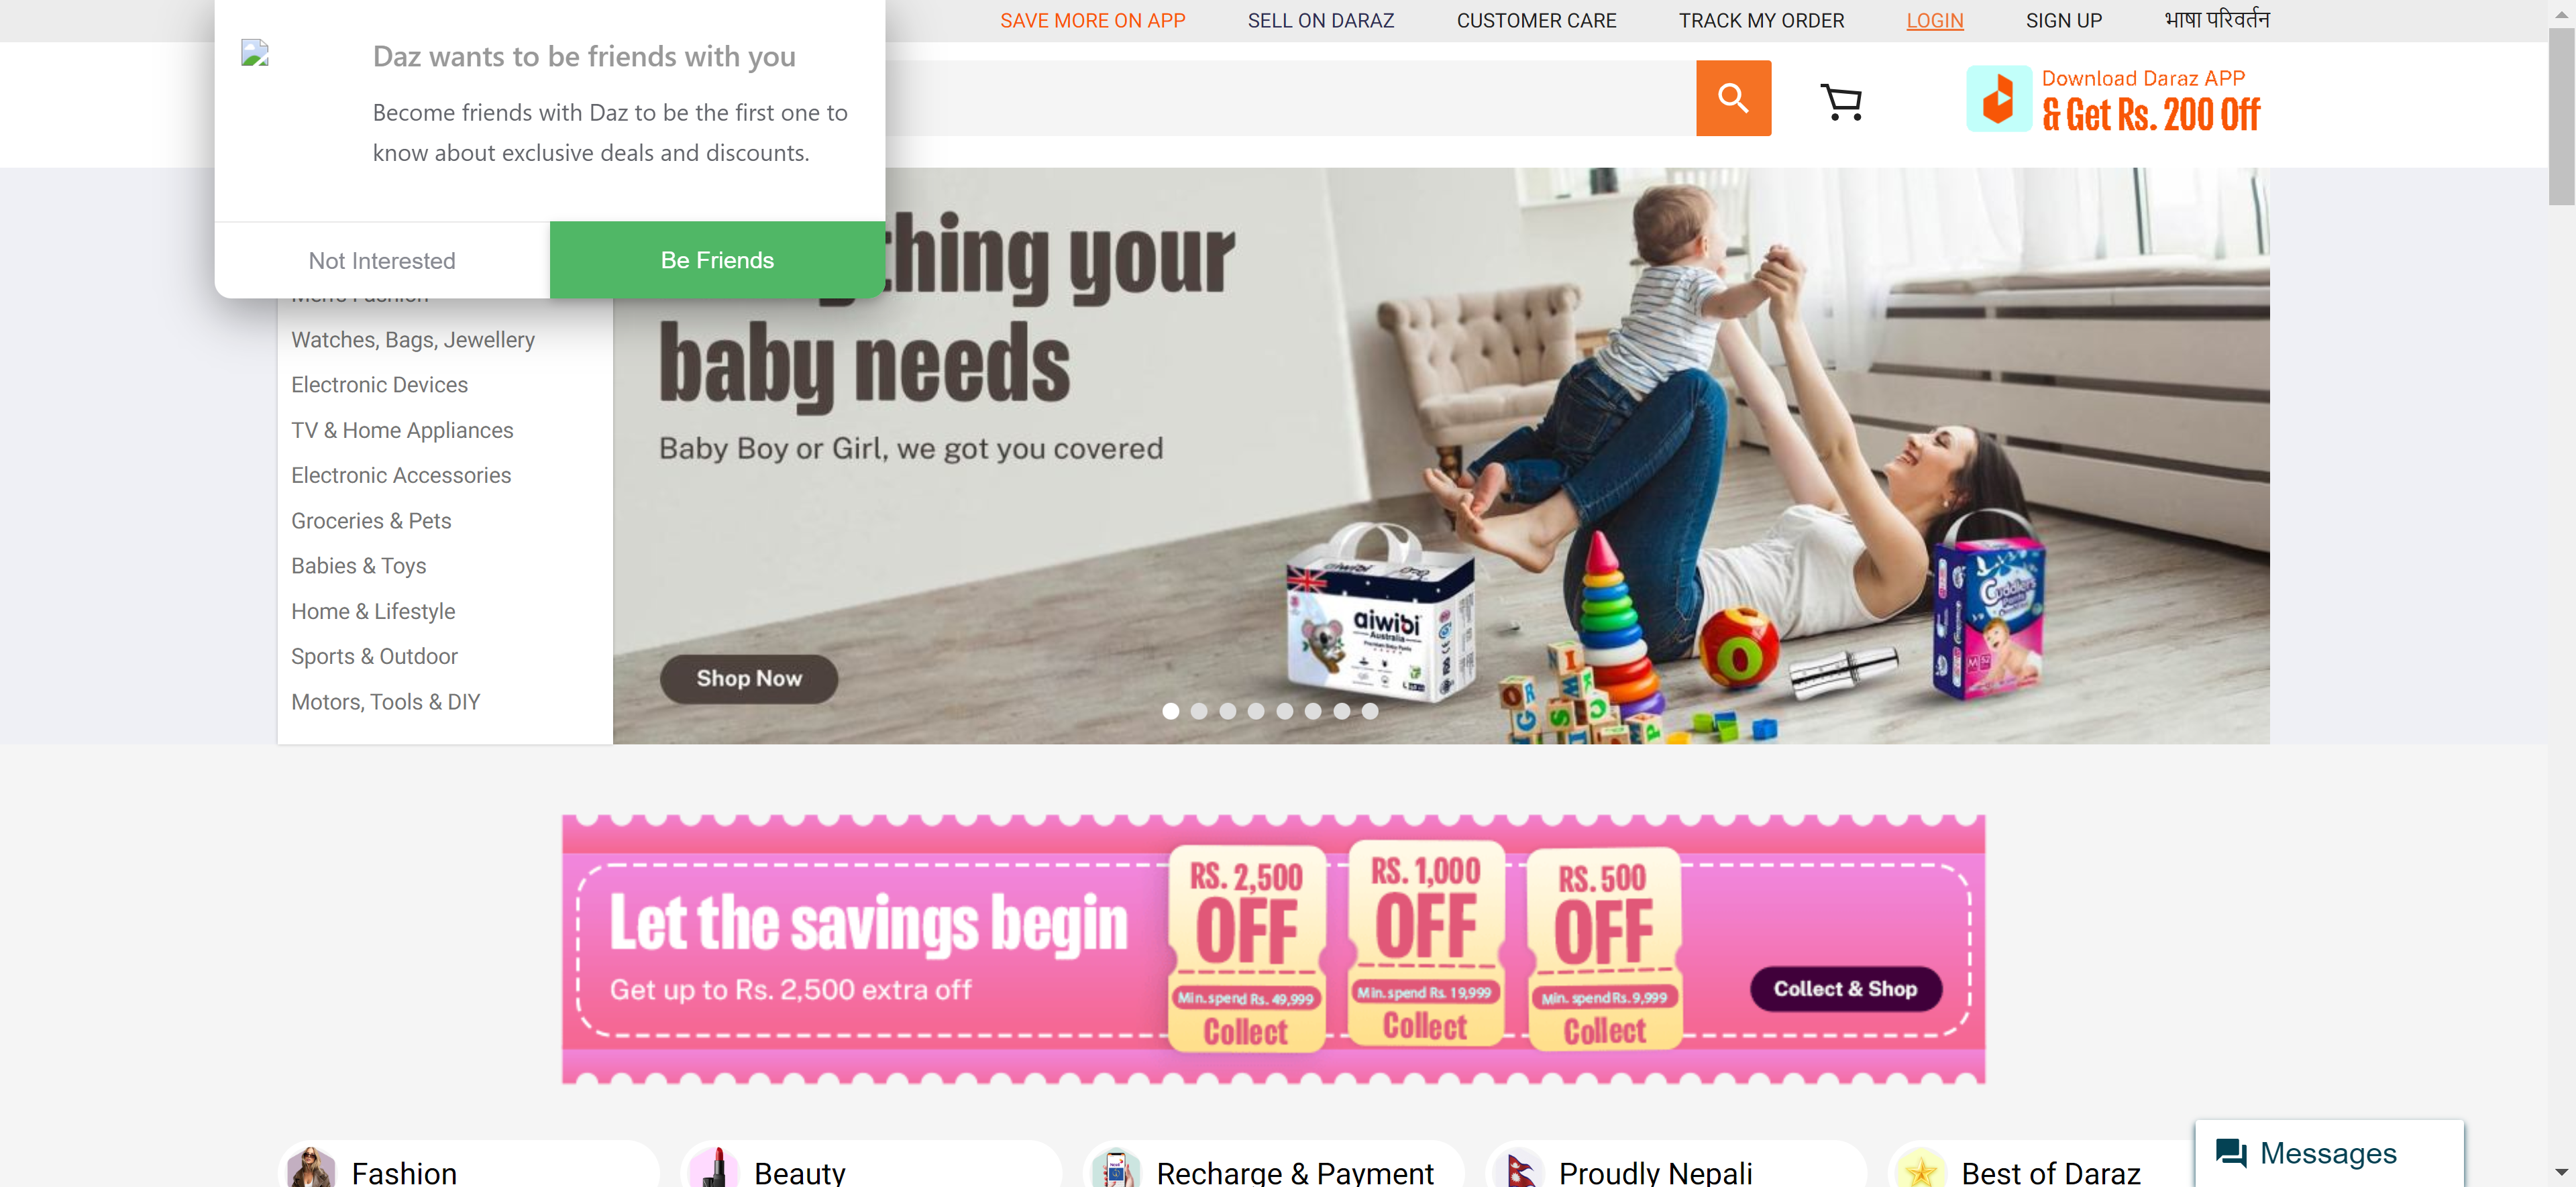 SAVE MORE ON APP
SELL ON DARAZ
CUSTOMER CARE
TRACK MY ORDER
LOGIN
SIGN UP
भाषा परिवर्तन
Daz wants to be friends with you
Become friends with Daz to be the first one to
know about exclusive deals and discounts.
Not Interested
Be Friends
Download Daraz APP
& Get Rs. 200 Off
Men's Fashion
Watches, Bags, Jewellery
Electronic Devices
TV & Home Appliances
Electronic Accessories
Groceries & Pets
Babies & Toys
Home & Lifestyle
Sports & Outdoor
Motors, Tools & DIY
hing your
baby needs
Baby Boy or Girl, we got you covered
Shop Now
aiwibi
Australia
Cuddlers
Let the savings begin
Get up to Rs. 2,500 extra off
RS. 2,500
OFF
Min. spend Rs. 49,999
Collect
RS. 1,000
OFF
Min. spend Rs. 19,999
Collect
RS. 500
OFF
Min. spend Rs. 9,999
Collect
Collect & Shop
Fashion
Beauty
Recharge & Payment
Proudly Nepali
Best of Daraz
Messages